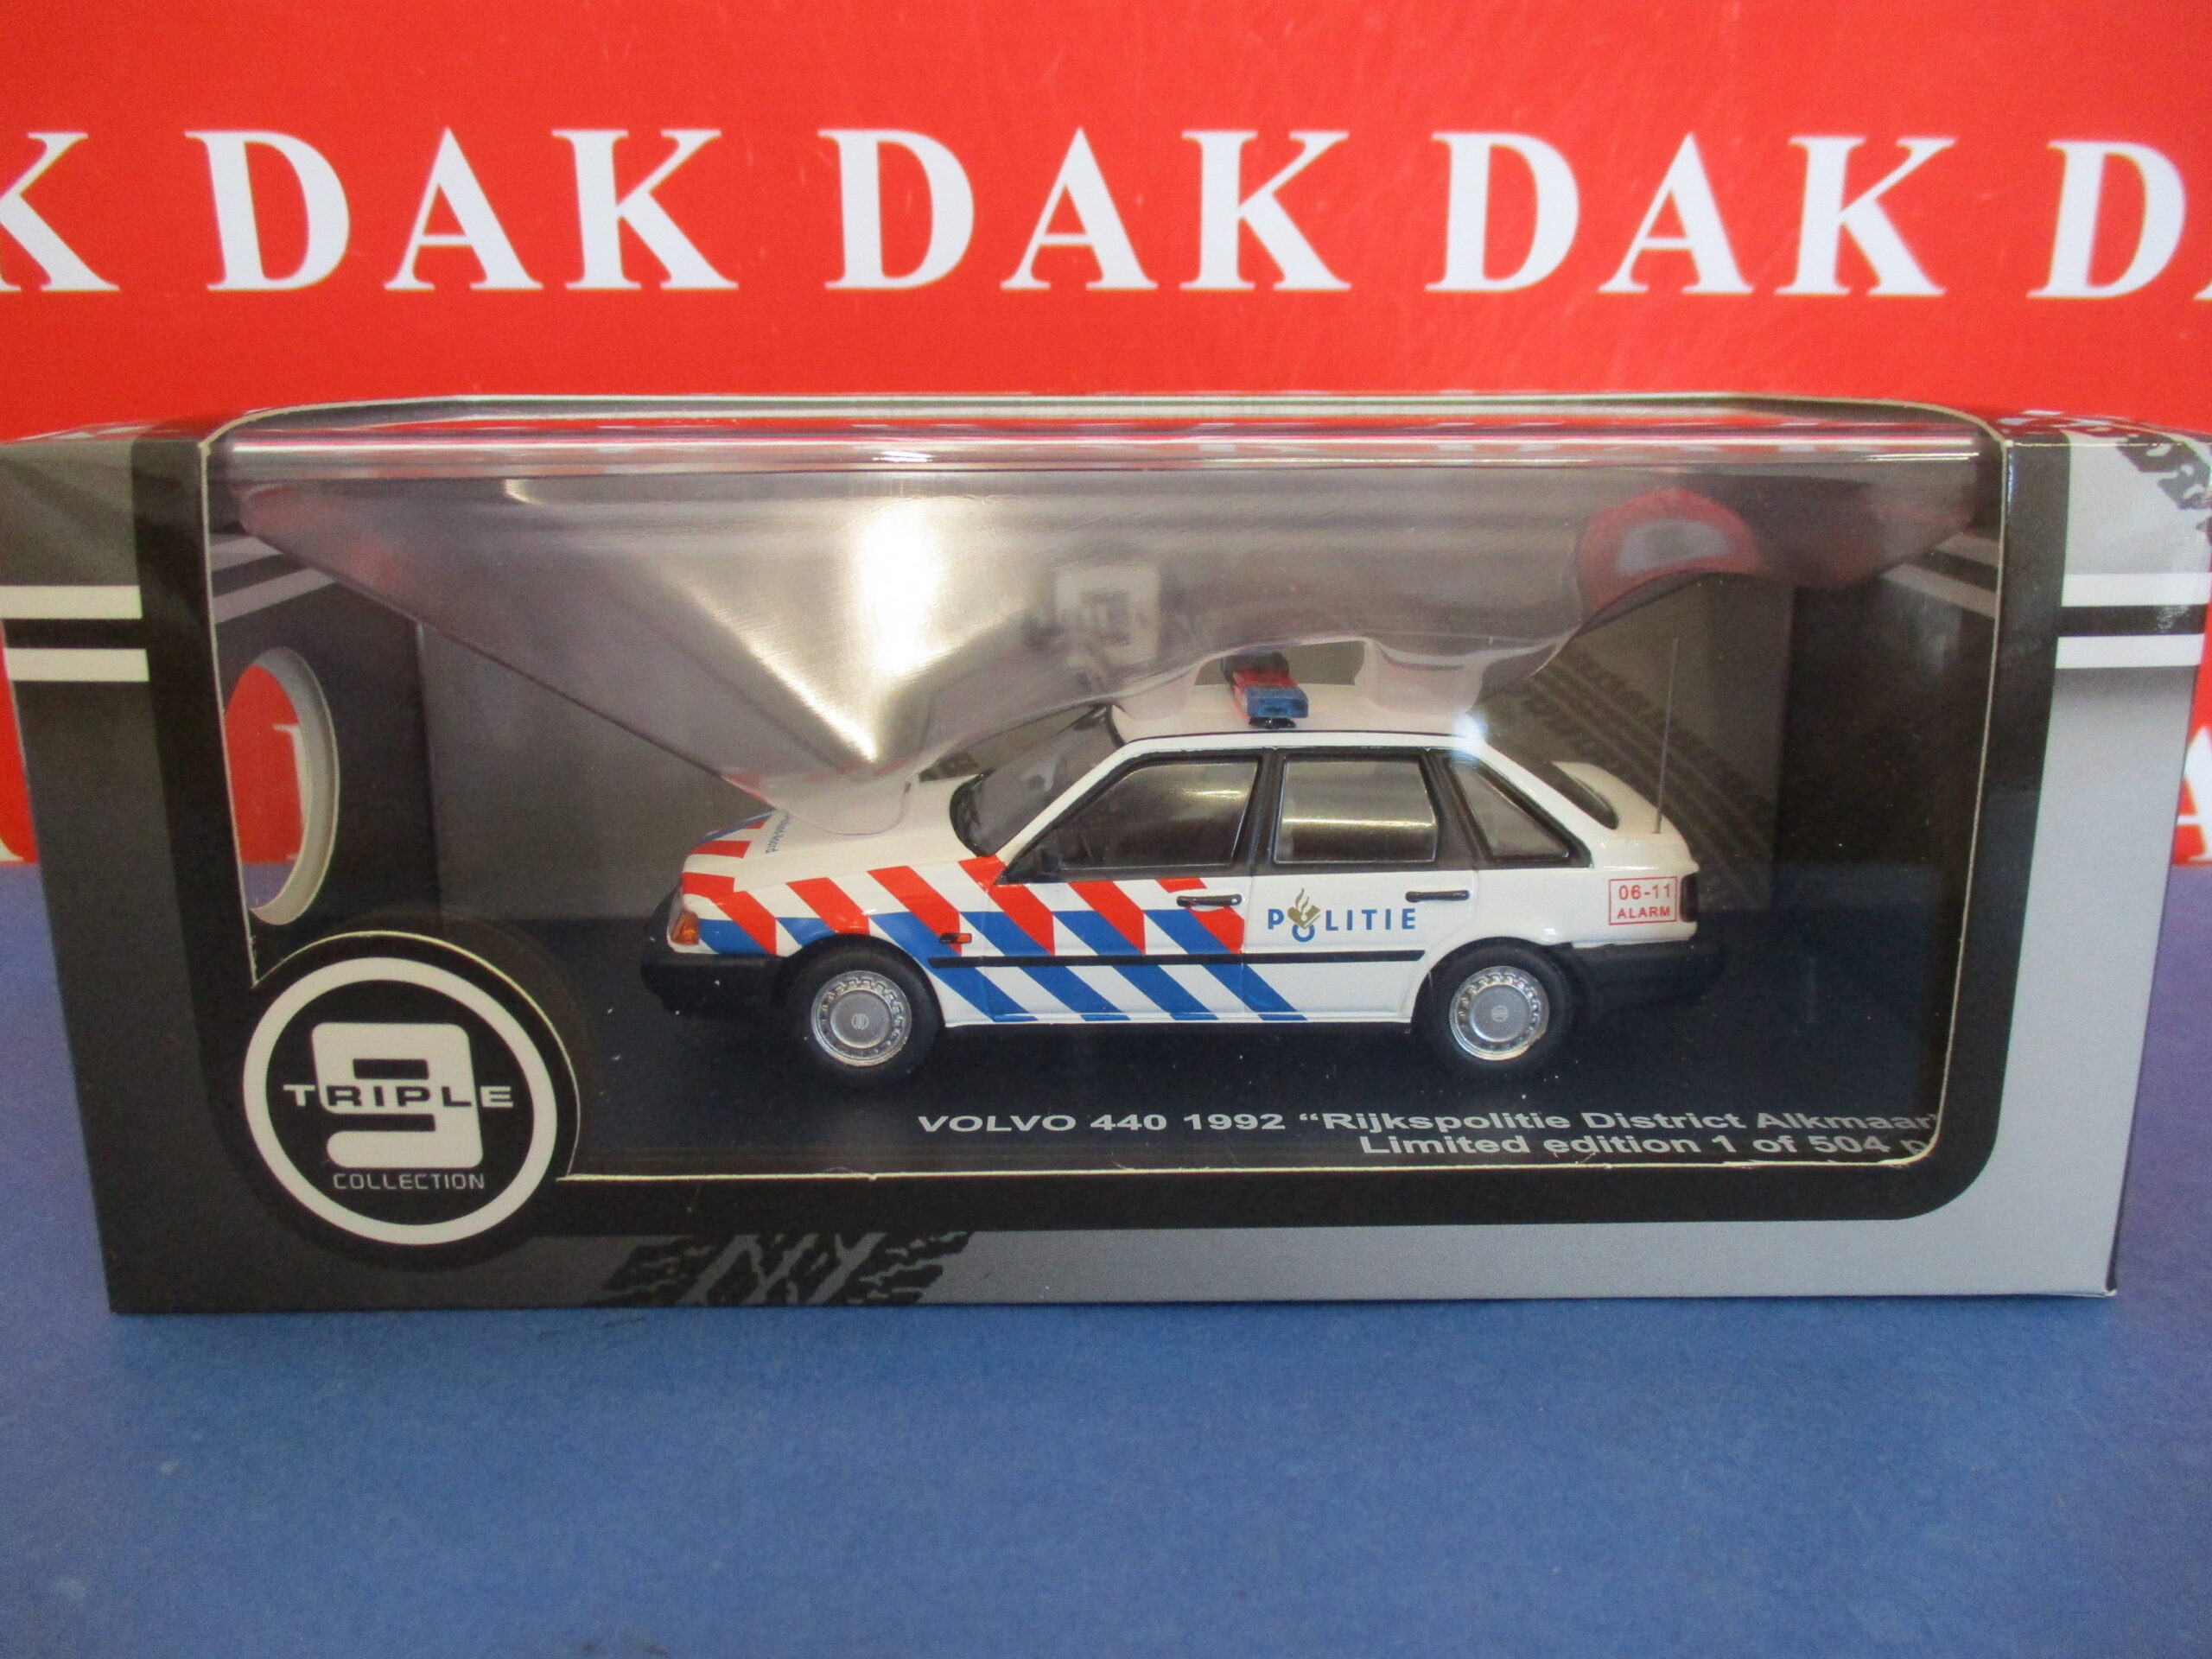 K DAK DAK DAK D
POLITIE
06-11
ALARM
TRIPLE
9
COLLECTION
VOLVO 440 1992 “Rijkspolitie District Alkmaar
Limited edition 1 of 504 p